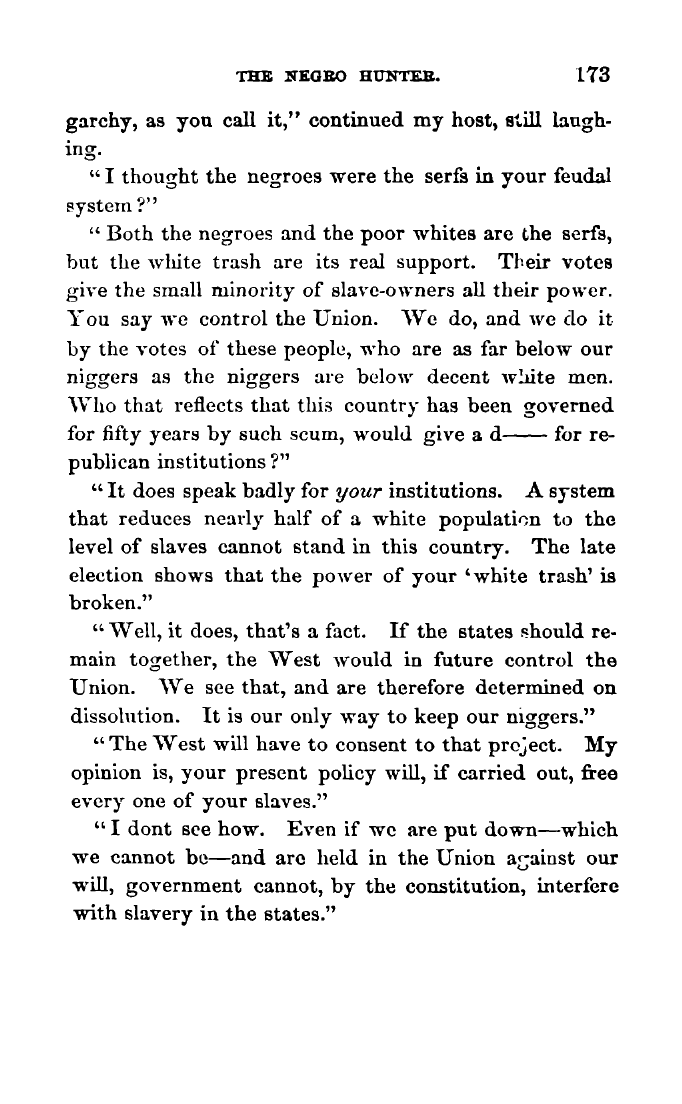 THE NEGRO HUNTER. 173
garchy, as you call it,” continued my host, still laugh-
ing.
“I thought the negroes were the serfs in your feudal
system?”
“Both the negroes and the poor whites are the serfs,
but the white trash are its real support. Their votes
give the small minority of slave-owners all their power.
You say we control the Union. We do, and we do it
by the votes of these people, who are as far below our
niggers as the niggers are below decent white men.
Who that reflects that this country has been governed
for fifty years by such scum, would give a d—— for re-
publican institutions?”
“It does speak badly for your institutions. A system
that reduces nearly half of a white population to the
level of slaves cannot stand in this country. The late
election shows that the power of your ‘white trash’ is
broken.”
“Well, it does, that’s a fact. If the states should re-
main together, the West would in future control the
Union. We see that, and are therefore determined on
dissolution. It is our only way to keep our niggers.”
“The West will have to consent to that project. My
opinion is, your present policy will, if carried out, free
every one of your slaves.”
“I dont see how. Even if we are put down—which
we cannot be—and are held in the Union against our
will, government cannot, by the constitution, interfere
with slavery in the states.”